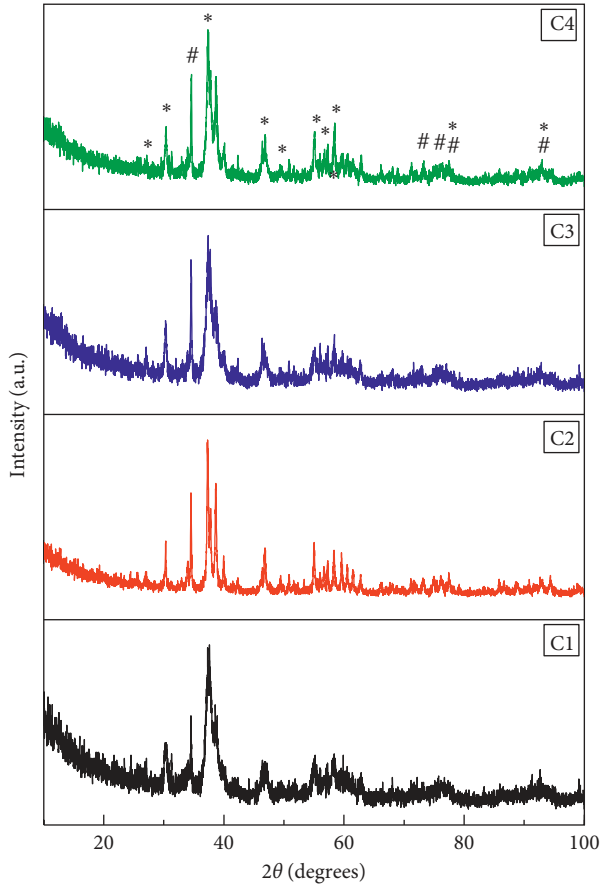 C4
* # * * * * * * * # # * # * #
*
C3
C2
C1
Intensity (a.u.)
20 40 60 80 100
2θ (degrees)